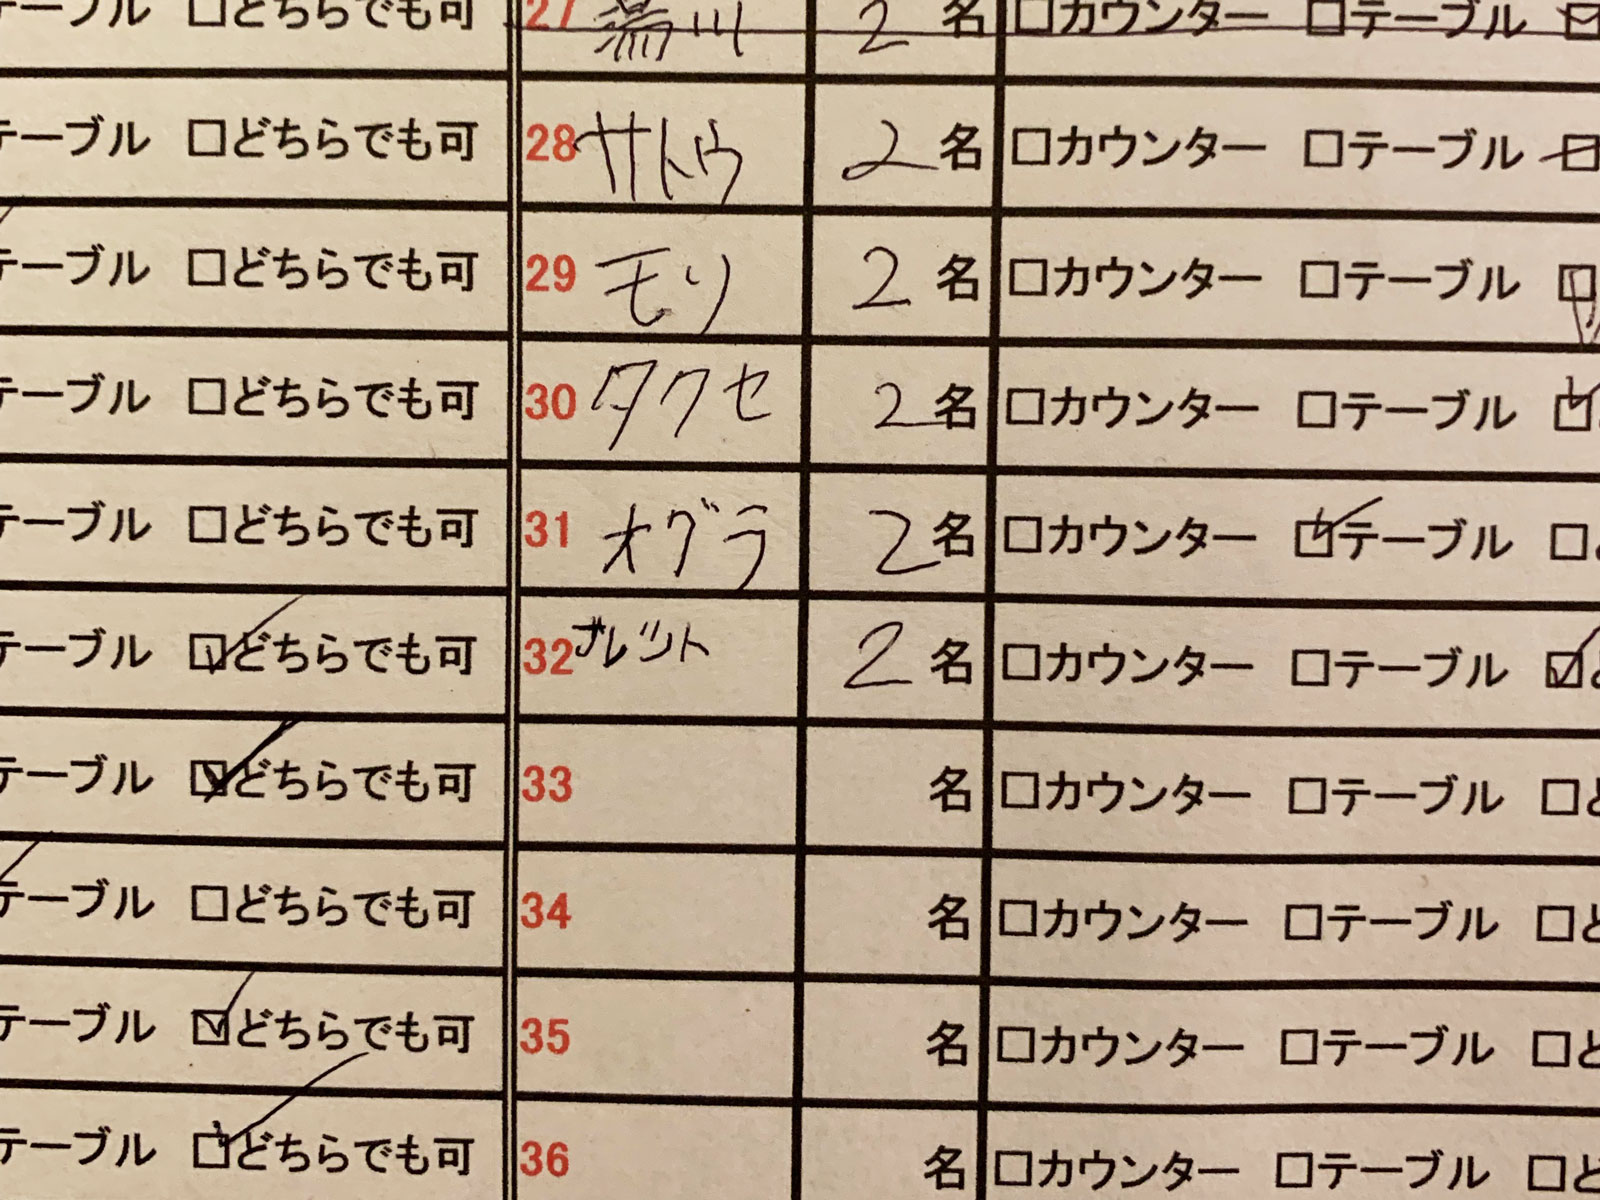 テーブル □どちらでも可 27 湯川 2名 □カウンター □テーブル
テーブル □どちらでも可 28 サトウ 2名 □カウンター □テーブル
テーブル □どちらでも可 29 モリ 2名 □カウンター □テーブル
テーブル □どちらでも可 30 タクセ 2名 □カウンター □テーブル
テーブル □どちらでも可 31 オグラ 2名 □カウンター ☑テーブル □
テーブル ☑どちらでも可 32 ブレット 2名 □カウンター □テーブル ☑ど
テーブル ☑どちらでも可 33 名 □カウンター □テーブル □ど
テーブル □どちらでも可 34 名 □カウンター □テーブル □ど
テーブル ☑どちらでも可 35 名 □カウンター □テーブル □ど
テーブル ☑どちらでも可 36 名 □カウンター □テーブル □ど